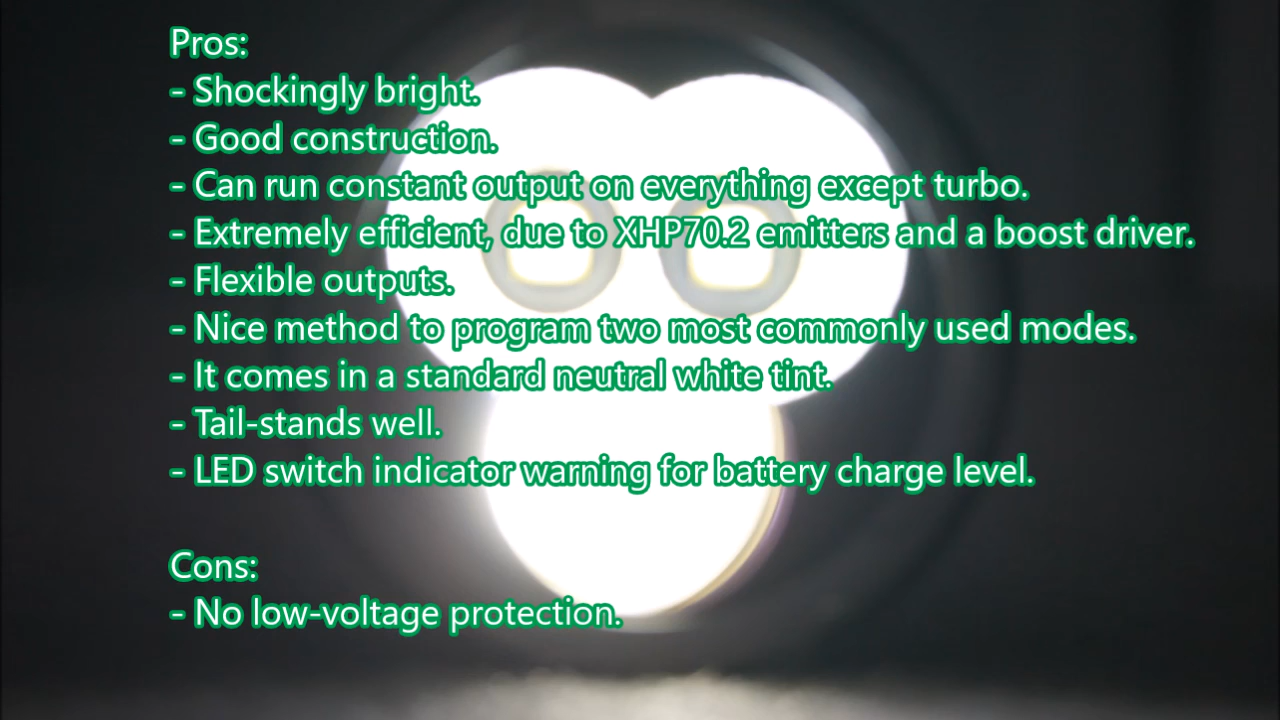 Pros:
- Shockingly bright.
- Good construction.
- Can run constant output on everything except turbo.
- Extremely efficient, due to XHP70.2 emitters and a boost driver.
- Flexible outputs.
- Nice method to program two most commonly used modes.
- It comes in a standard neutral white tint.
- Tail-stands well.
- LED switch indicator warning for battery charge level.
Cons:
- No low-voltage protection.